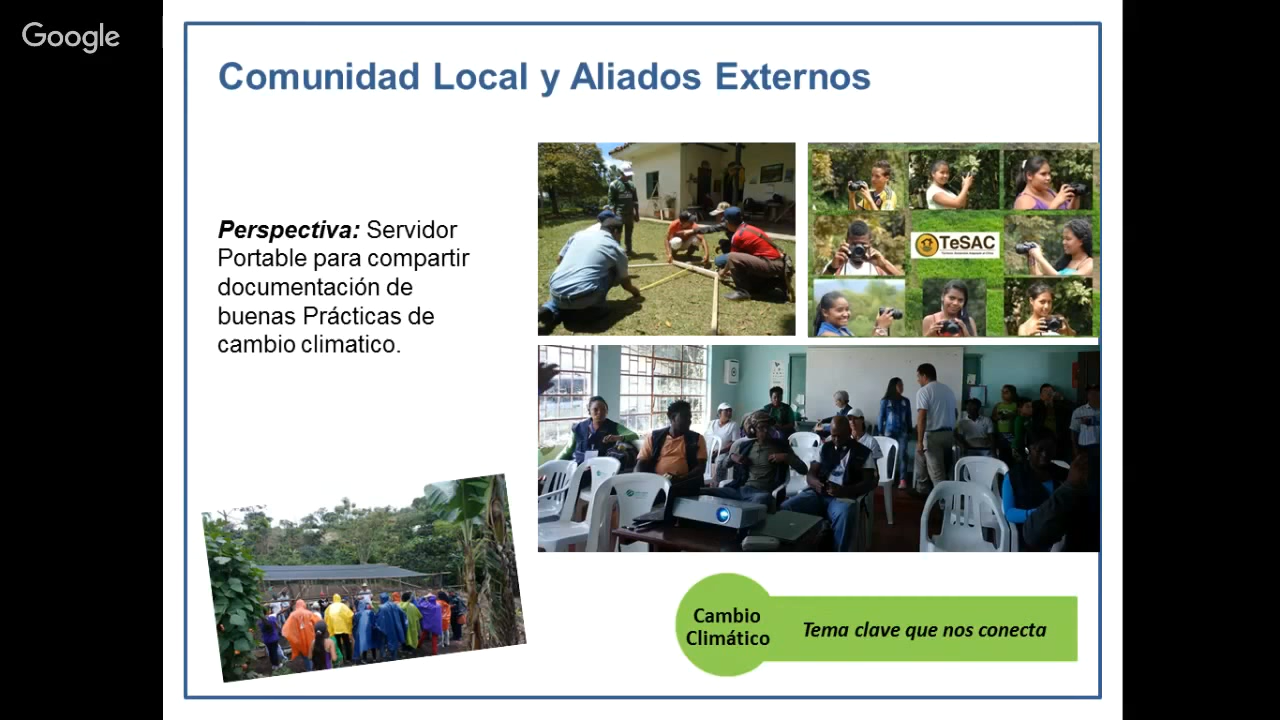 Google
Comunidad Local y Aliados Externos
Perspectiva: Servidor
Portable para compartir
documentación de
buenas Prácticas de
cambio climatico.
TeSAC
Cambio
Climático
Tema clave que nos conecta